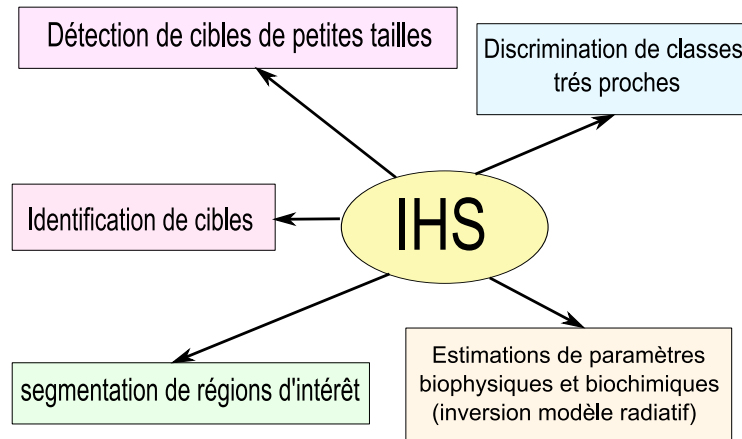 Détection de cibles de petites tailles
Discrimination de classes
trés proches
IHS
Identification de cibles
segmentation de régions d'intérêt
Estimations de paramètres
biophysiques et biochimiques
(inversion modèle radiatif)